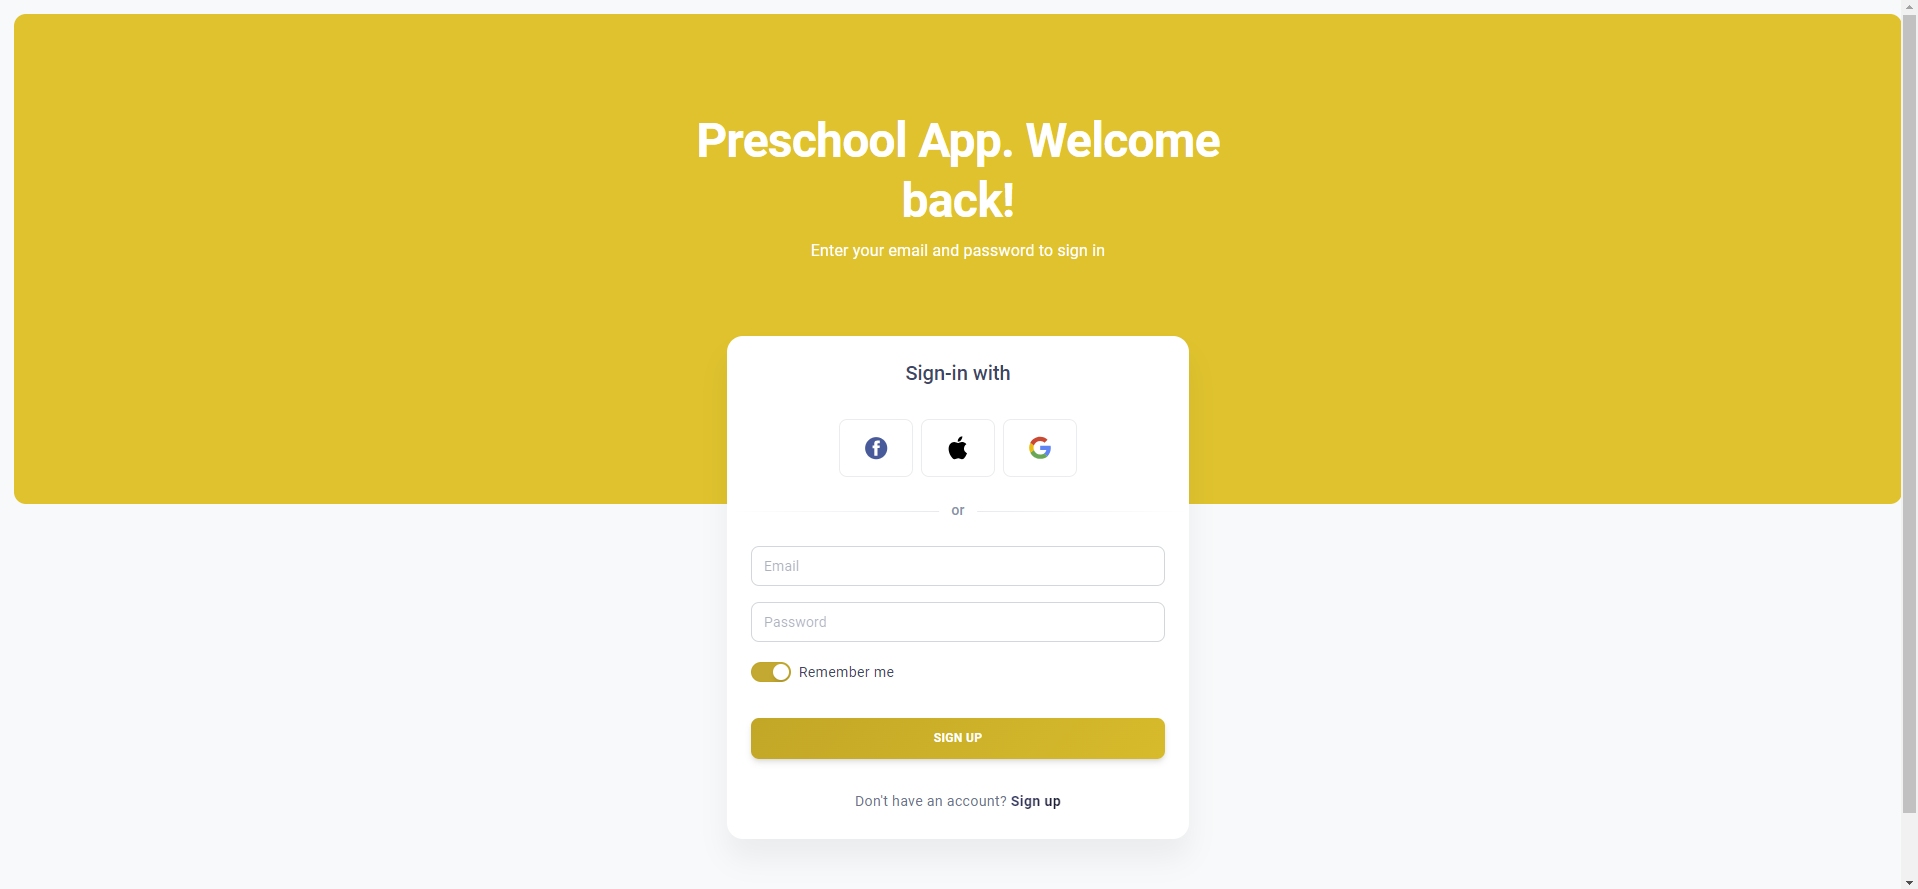 Preschool App. Welcome
back!
Enter your email and password to sign in
Sign-in with
or
Email
Password
Remember me
SIGN UP
Don't have an account? Sign up